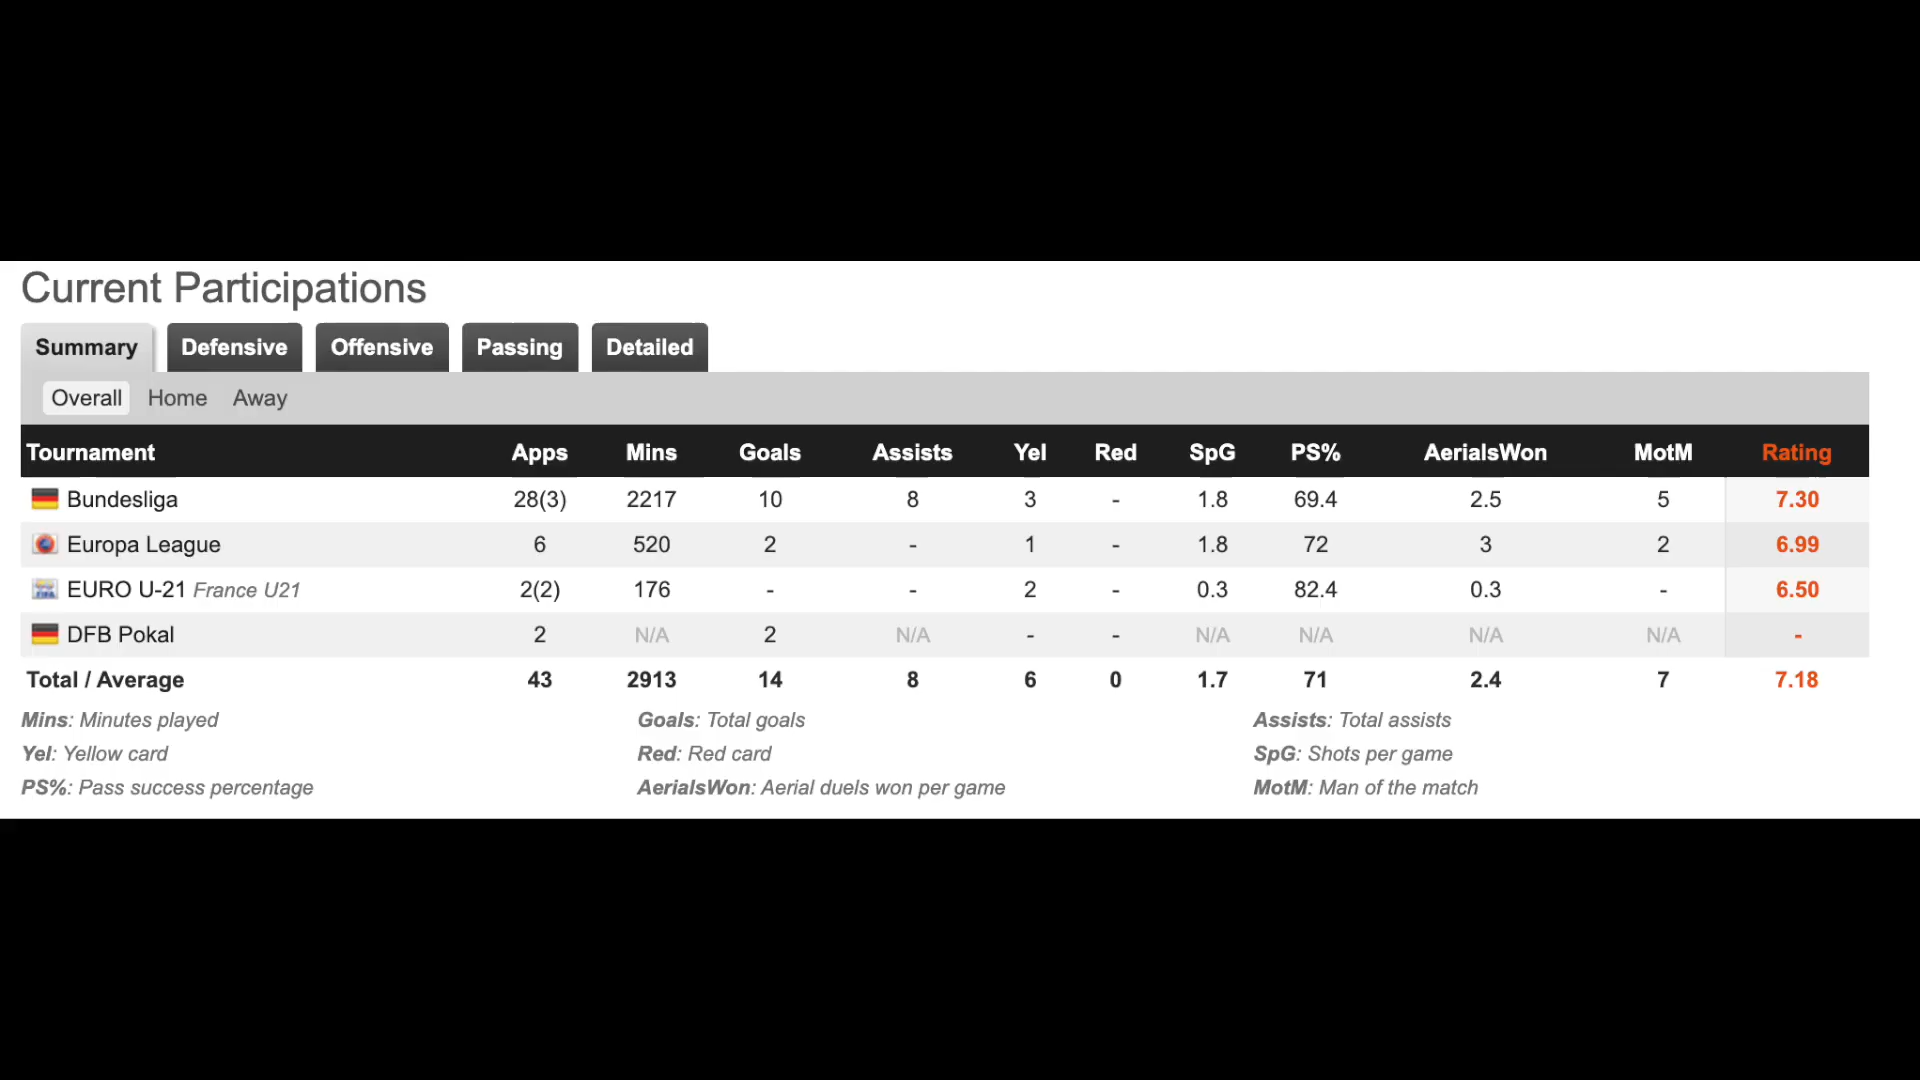 Current Participations
Summary Defensive Offensive Passing Detailed
Overall Home Away
Tournament Apps Mins Goals Assists Yel Red SpG PS% AerialsWon MotM Rating
Bundesliga 28(3) 2217 10 8 3 - 1.8 69.4 2.5 5 7.30
Europa League 6 520 2 - 1 - 1.8 72 3 2 6.99
EURO U-21 France U21 2(2) 176 - - 2 - 0.3 82.4 0.3 - 6.50
DFB Pokal 2 N/A 2 N/A - - N/A N/A N/A N/A -
Total / Average 43 2913 14 8 6 0 1.7 71 2.4 7 7.18
Mins: Minutes played Goals: Total goals Assists: Total assists
Yel: Yellow card Red: Red card SpG: Shots per game
PS%: Pass success percentage AerialsWon: Aerial duels won per game MotM: Man of the match